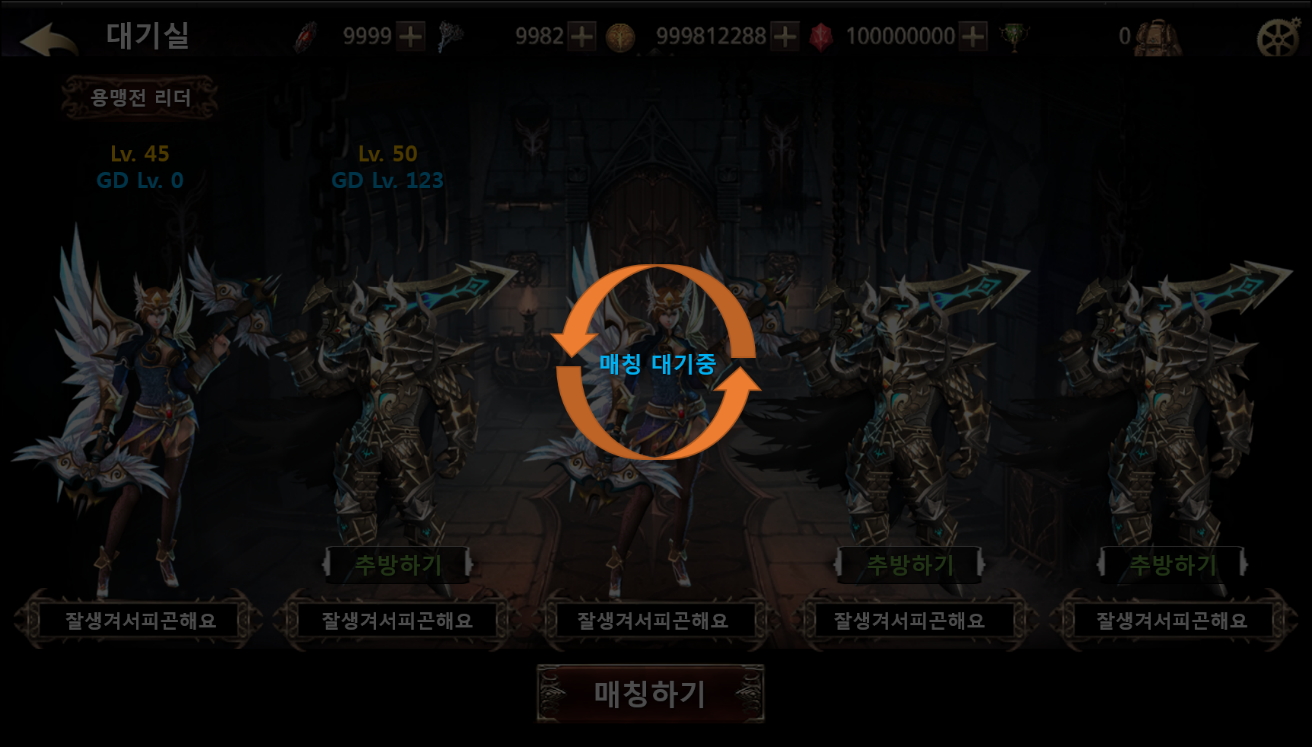 대기실 9999 9982 999812288 100000000 0
용맹전 리더
Lv. 45 Lv. 50
GD Lv. 0 GD Lv. 123
매칭 대기중
추방하기 추방하기 추방하기
잘생겨서피곤해요 잘생겨서피곤해요 잘생겨서피곤해요 잘생겨서피곤해요 잘생겨서피곤해요
매칭하기